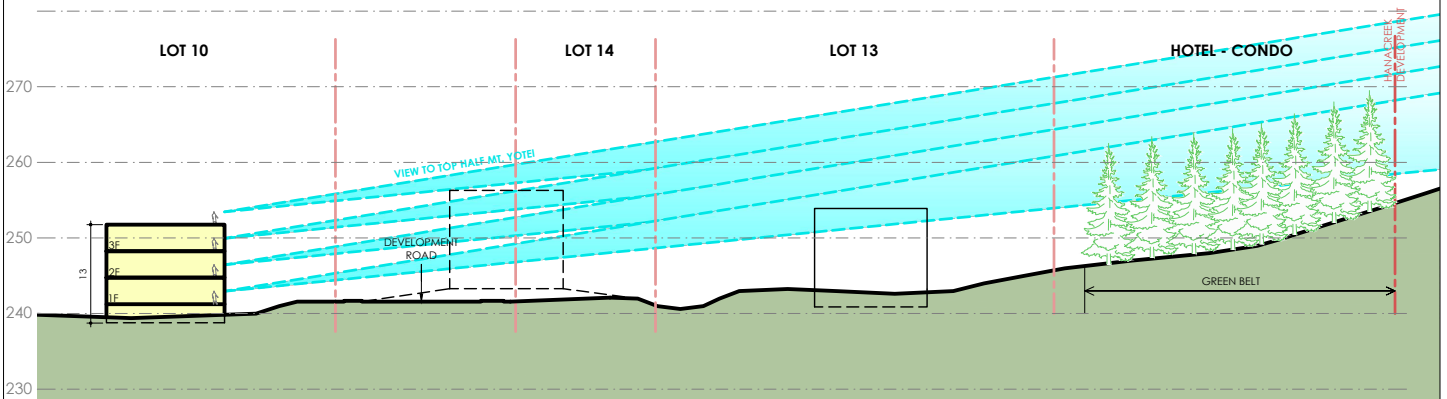 LOT 10
LOT 14
LOT 13
HOTEL - CONDO
HANACREEK
DEVELOPMENT
270
260
250
240
230
VIEW TO TOP HALF MT. YOTEI
DEVELOPMENT
ROAD
3F
2F
1F
13
GREEN BELT